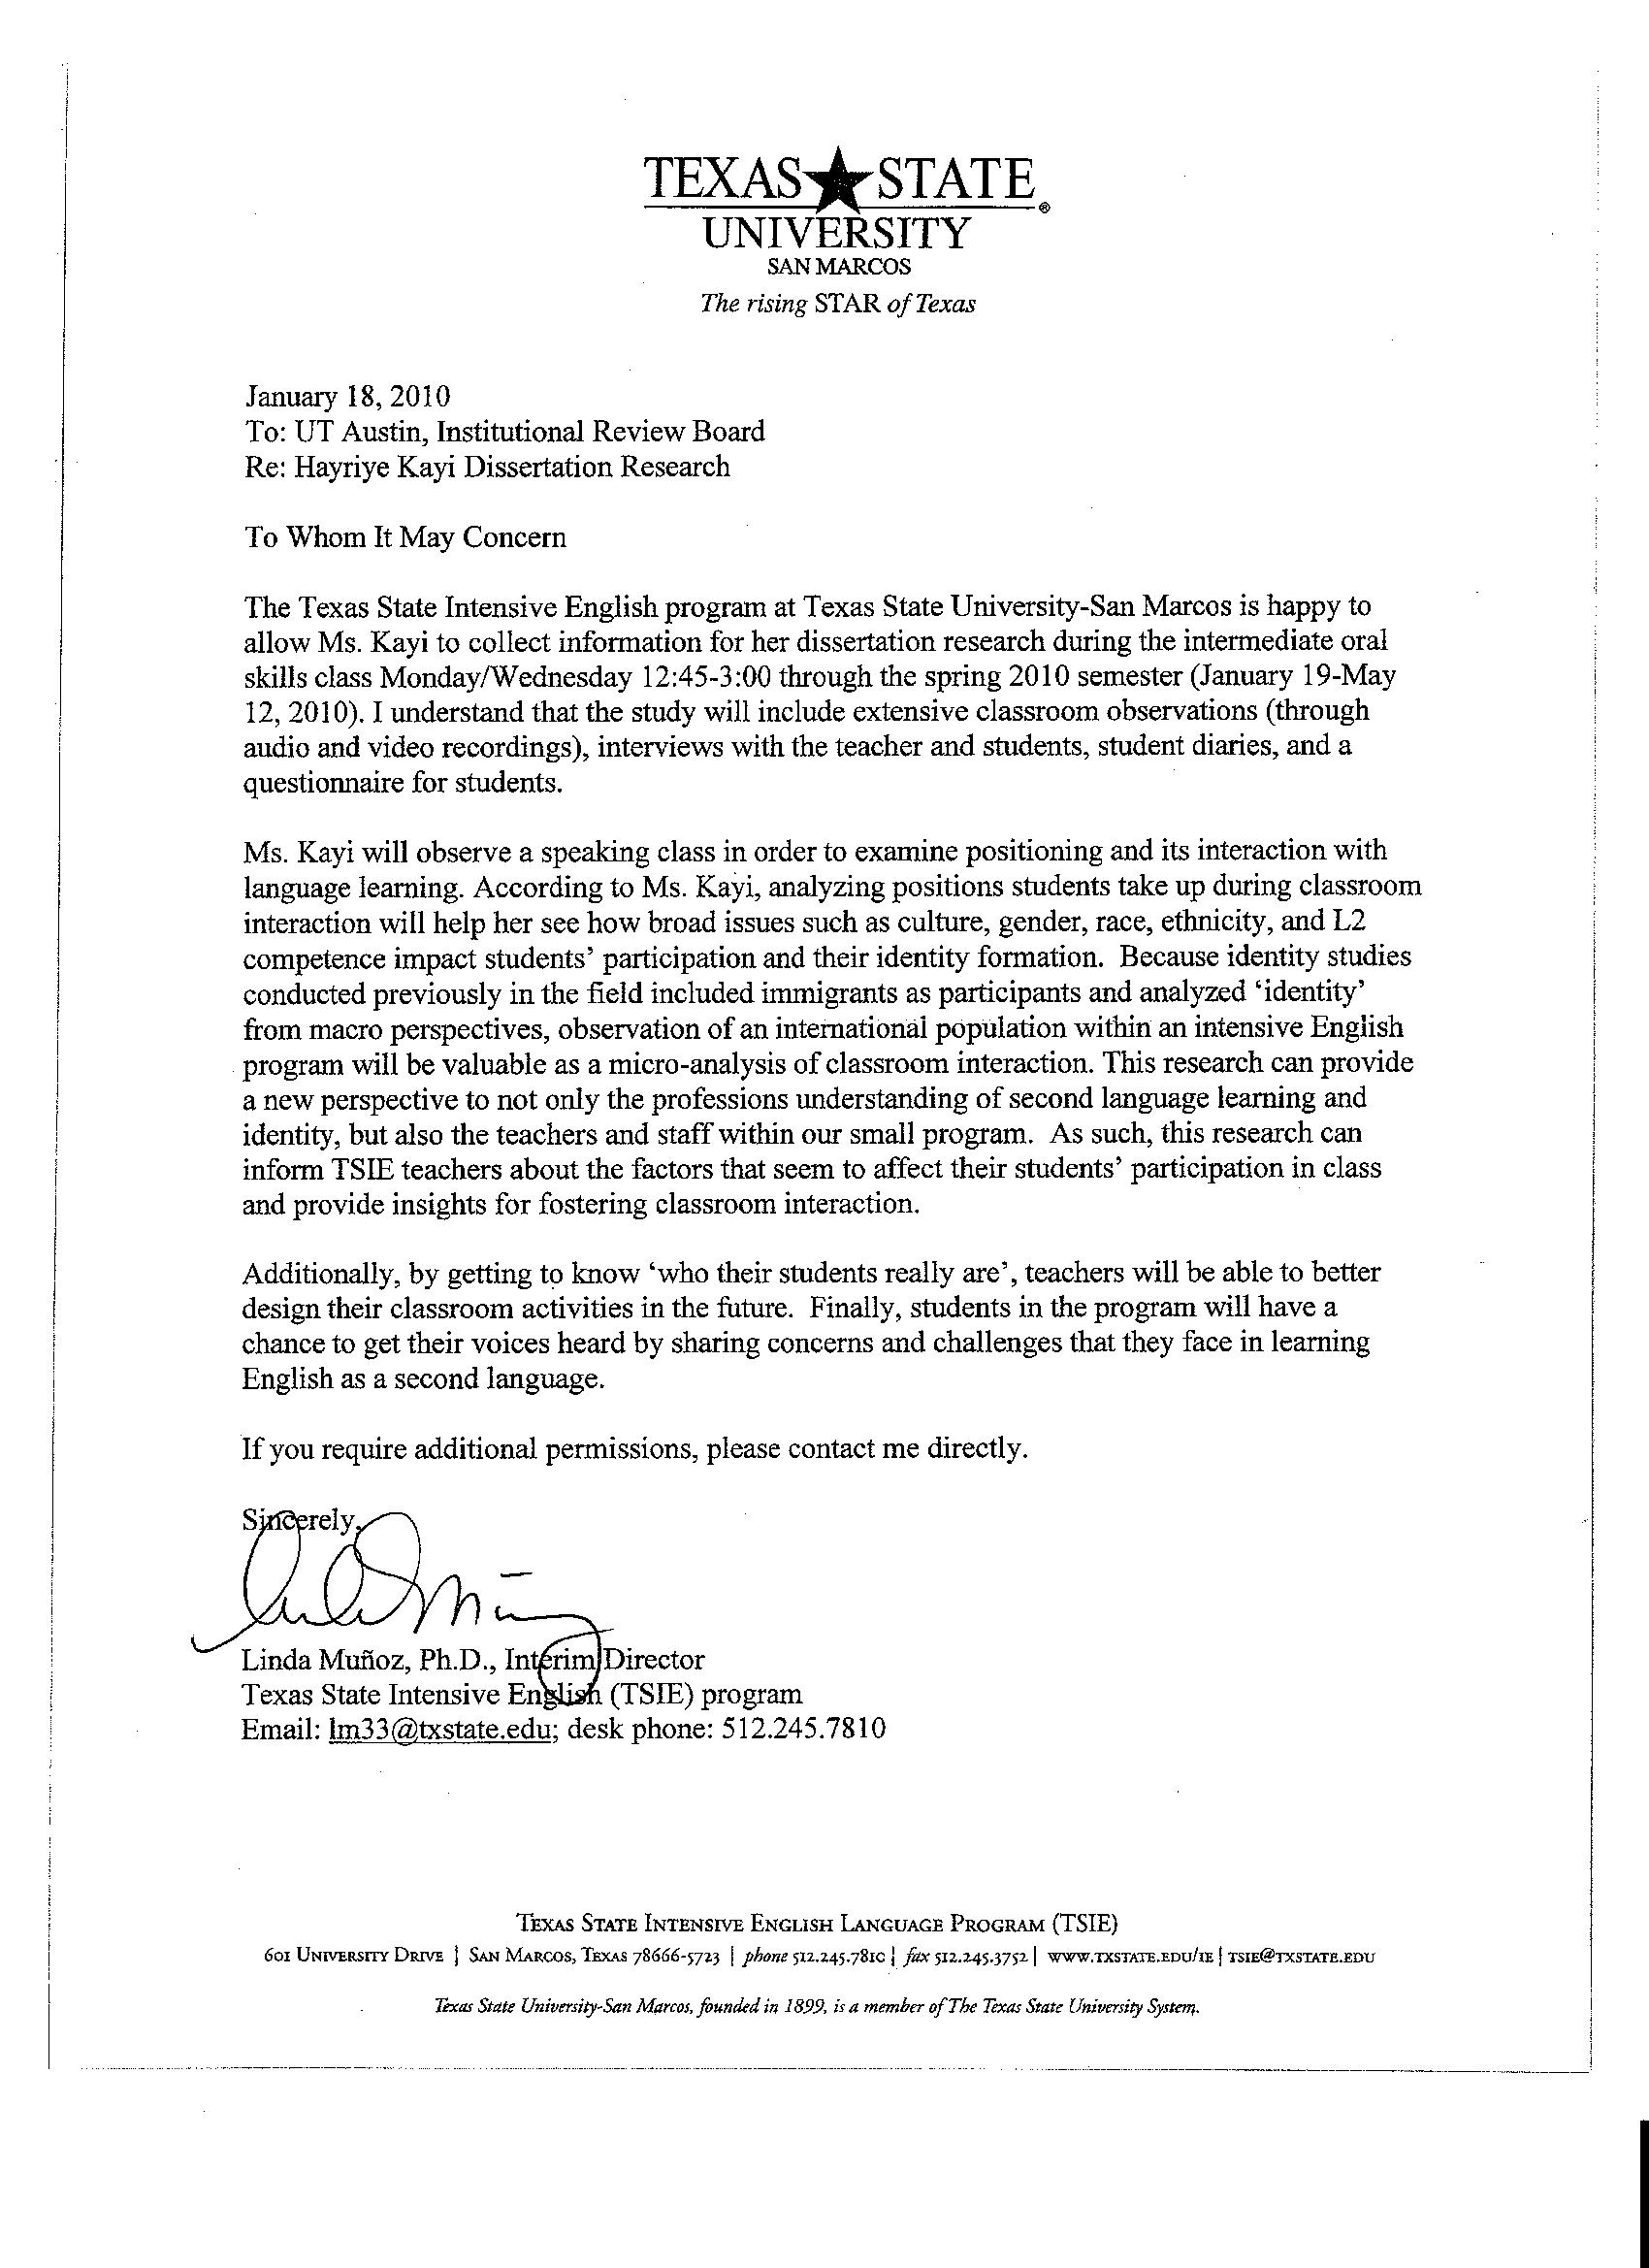 TEXAS★STATE®
UNIVERSITY
SAN MARCOS
The rising STAR of Texas
January 18, 2010
To: UT Austin, Institutional Review Board
Re: Hayriye Kayi Dissertation Research
To Whom It May Concern
The Texas State Intensive English program at Texas State University-San Marcos is happy to
allow Ms. Kayi to collect information for her dissertation research during the intermediate oral
skills class Monday/Wednesday 12:45-3:00 through the spring 2010 semester (January 19-May
12, 2010). I understand that the study will include extensive classroom observations (through
audio and video recordings), interviews with the teacher and students, student diaries, and a
questionnaire for students.
Ms. Kayi will observe a speaking class in order to examine positioning and its interaction with
language learning. According to Ms. Kayi, analyzing positions students take up during classroom
interaction will help her see how broad issues such as culture, gender, race, ethnicity, and L2
competence impact students’ participation and their identity formation.  Because identity studies
conducted previously in the field included immigrants as participants and analyzed ‘identity’
from macro perspectives, observation of an international population within an intensive English
program will be valuable as a micro-analysis of classroom interaction. This research can provide
a new perspective to not only the professions understanding of second language learning and
identity, but also the teachers and staff within our small program.  As such, this research can
inform TSIE teachers about the factors that seem to affect their students’ participation in class
and provide insights for fostering classroom interaction.
Additionally, by getting to know ‘who their students really are’, teachers will be able to better
design their classroom activities in the future.  Finally, students in the program will have a
chance to get their voices heard by sharing concerns and challenges that they face in learning
English as a second language.
If you require additional permissions, please contact me directly.
Sincerely,
Linda Muñoz, Ph.D., Interim Director
Texas State Intensive English (TSIE) program
Email: lm33@txstate.edu; desk phone: 512.245.7810
TEXAS STATE INTENSIVE ENGLISH LANGUAGE PROGRAM (TSIE)
601 UNIVERSITY DRIVE | SAN MARCOS, TEXAS 78666-5723 | phone 512.245.7810 | fax 512.245.3752 | WWW.TXSTATE.EDU/IE | TSIE@TXSTATE.EDU
Texas State University-San Marcos, founded in 1899, is a member of The Texas State University System.